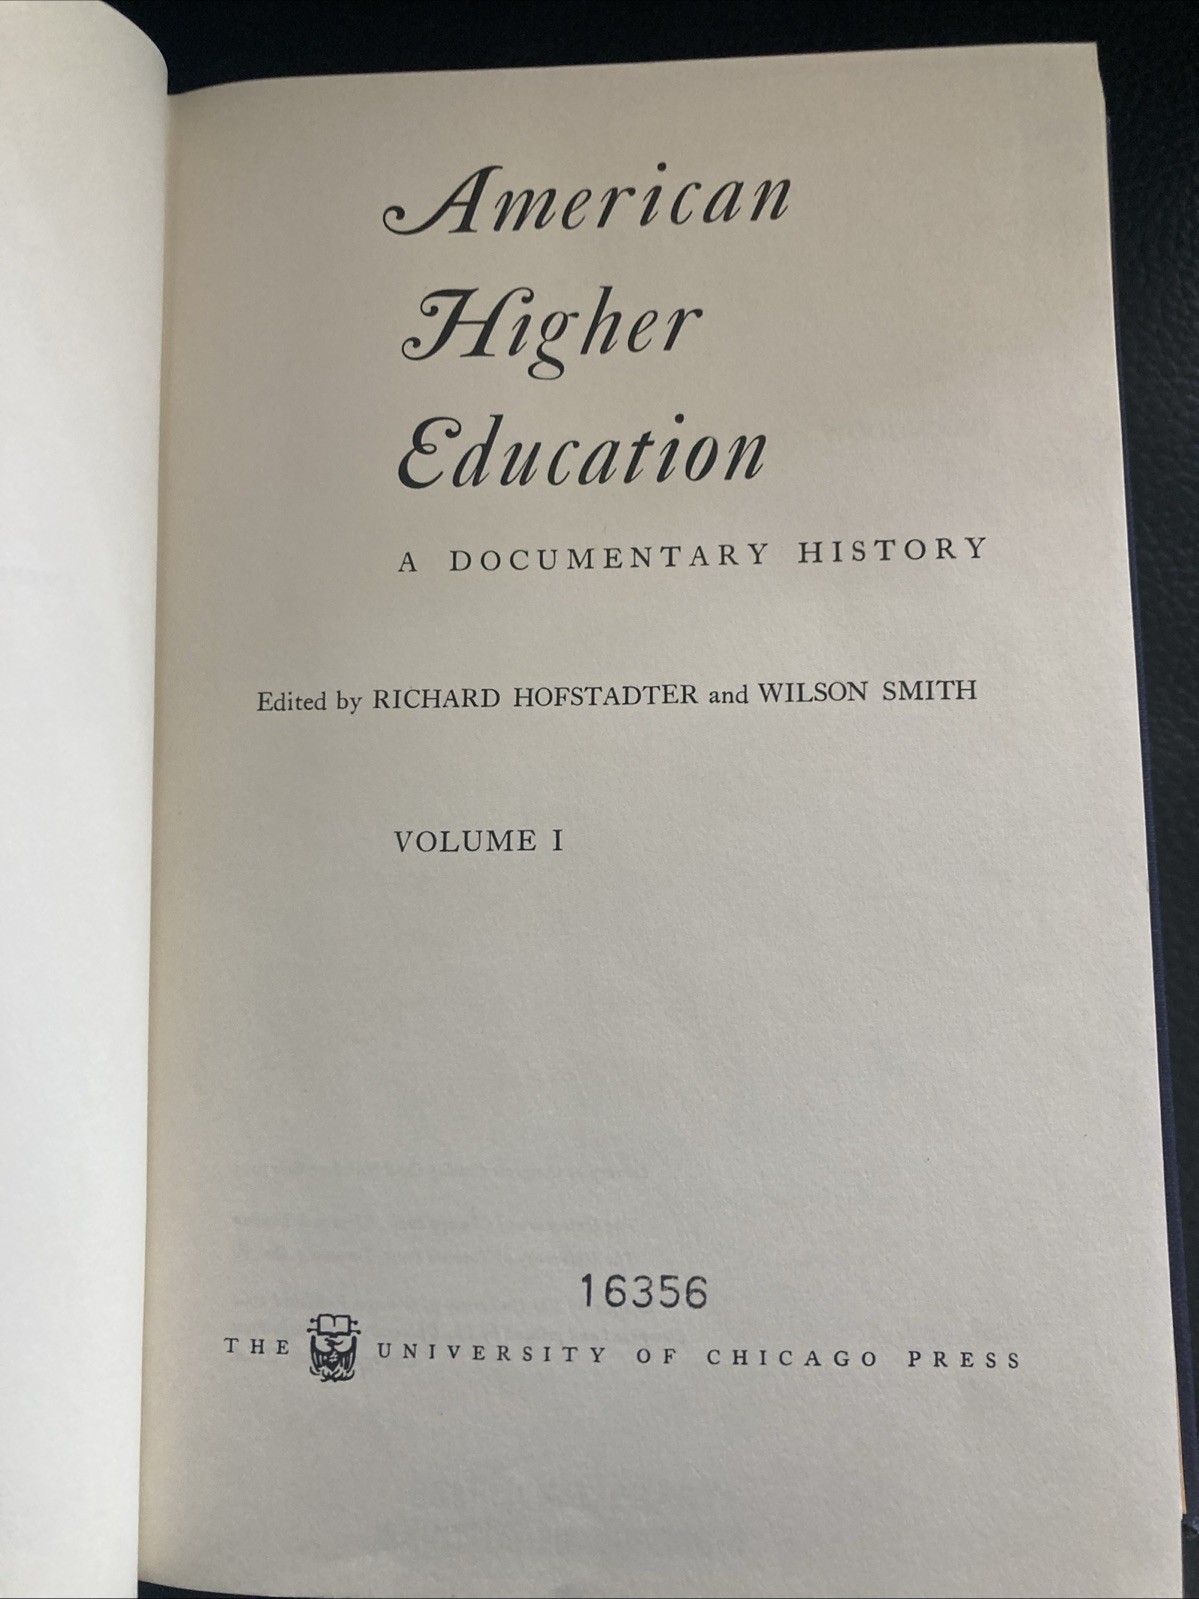 American
Higher
Education
A DOCUMENTARY HISTORY
Edited by RICHARD HOFSTADTER and WILSON SMITH
VOLUME I
16356
THE UNIVERSITY OF CHICAGO PRESS